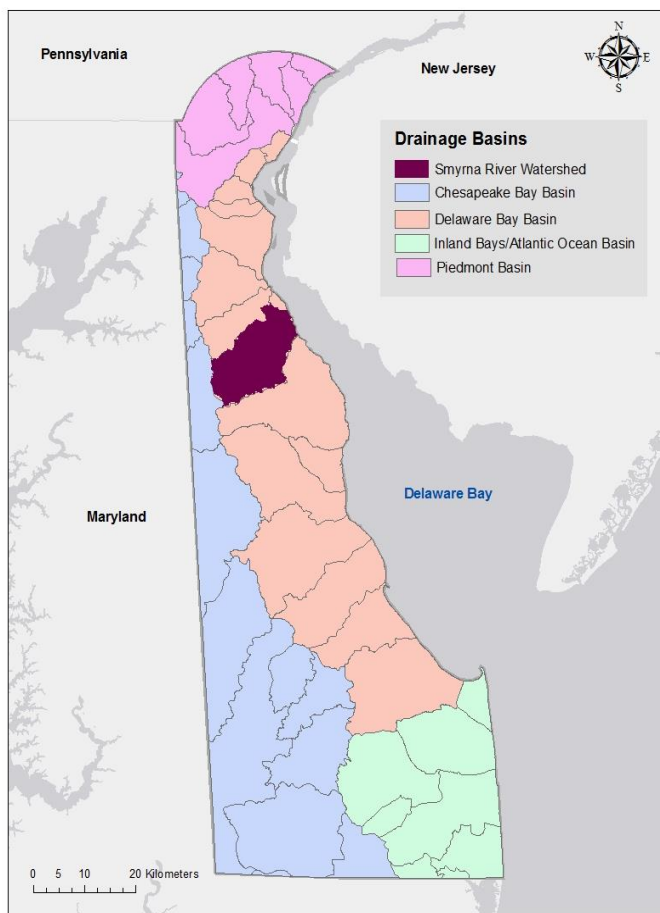 Pennsylvania
New Jersey
N
W E
S
Drainage Basins
Smyrna River Watershed
Chesapeake Bay Basin
Delaware Bay Basin
Inland Bays/Atlantic Ocean Basin
Piedmont Basin
Maryland
Delaware Bay
0 5 10 20 Kilometers